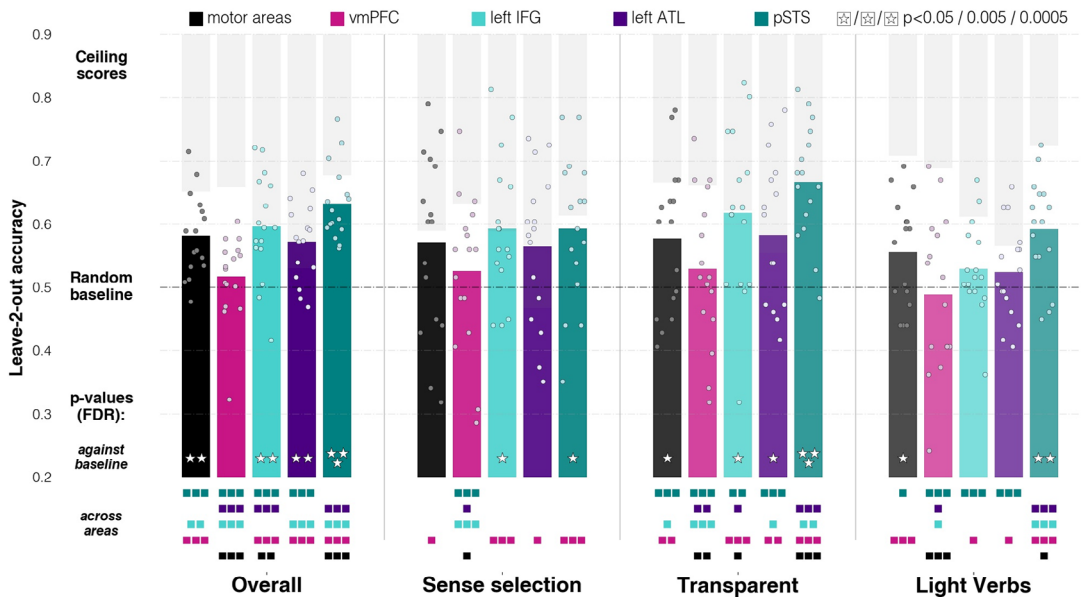 motor areas vmPFC left IFG left ATL pSTS ☆/☆/☆ p<0.05 / 0.005 / 0.0005
Leave-2-out accuracy
0.9
Ceiling
scores
0.8
0.7
0.6
Random
baseline
0.5
0.4
p-values
(FDR):
0.3
against
baseline
0.2
across
areas
Overall Sense selection Transparent Light Verbs